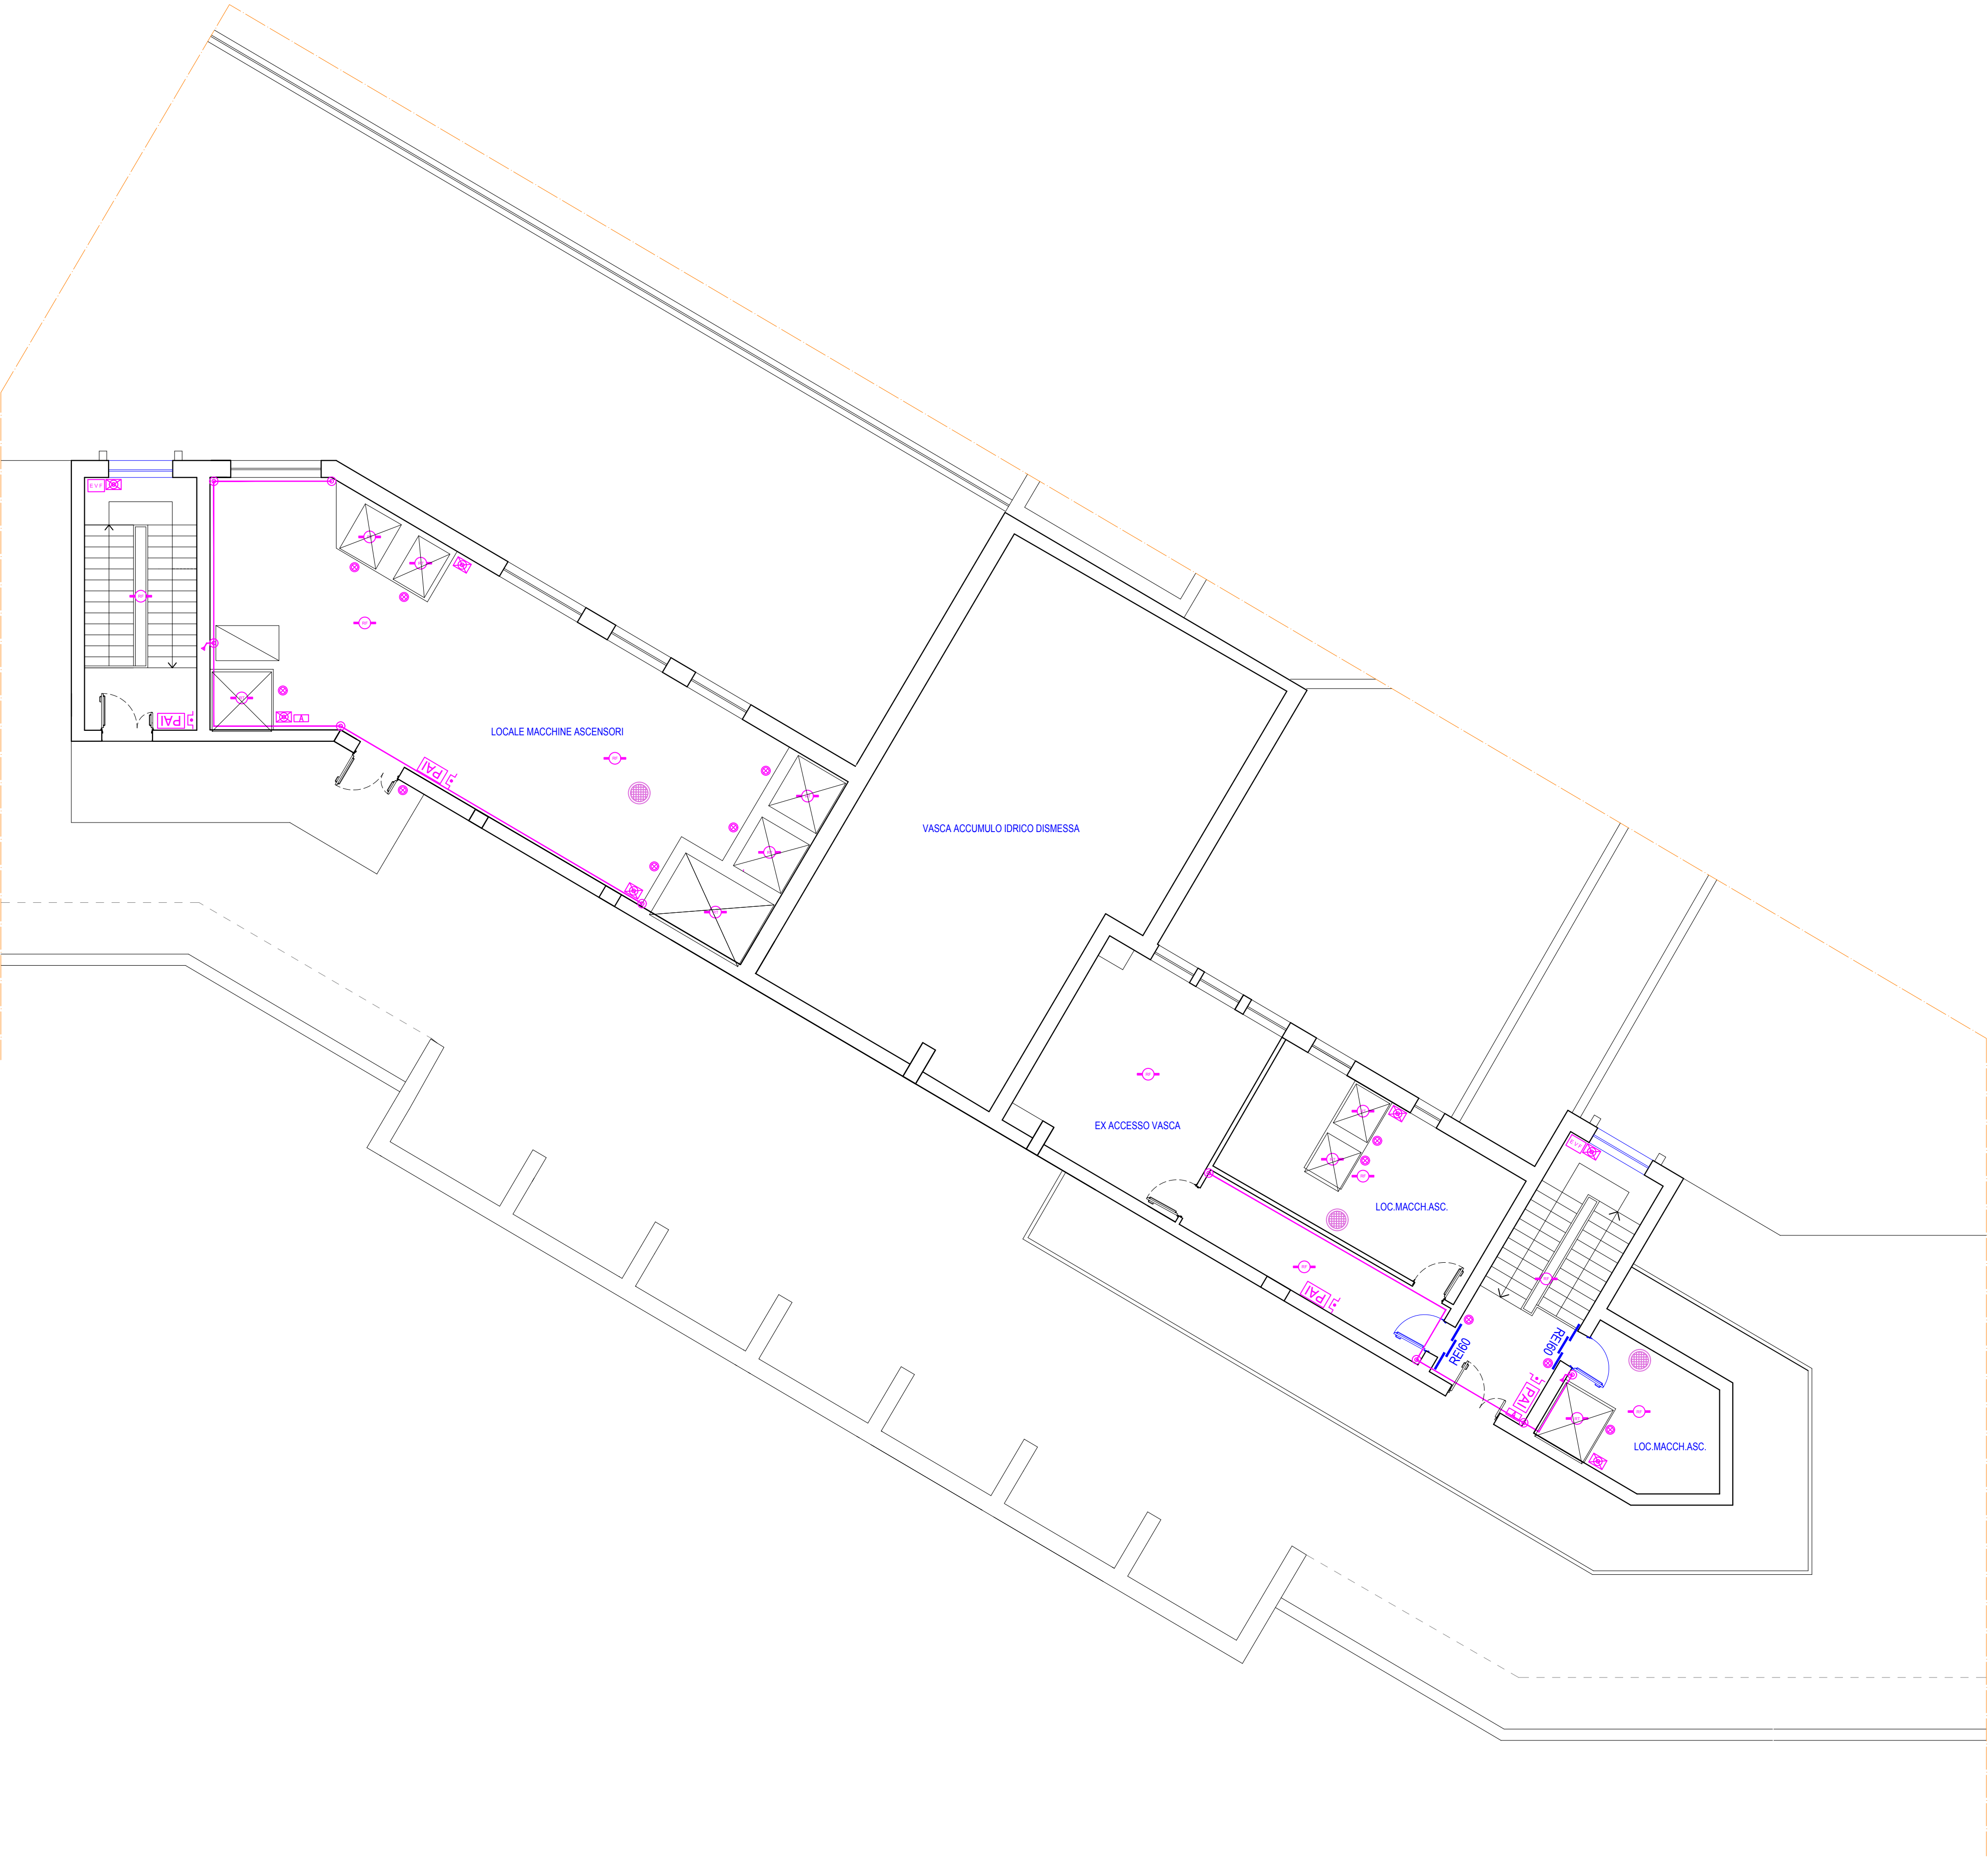 E.V.F.
LOCALE MACCHINE ASCENSORI
A
PAI
PAI
VASCA ACCUMULO IDRICO DISMESSA
EX ACCESSO VASCA
E.V.F.
LOC.MACCH.ASC.
PAI
REI60
REI60
PAI
LOC.MACCH.ASC.